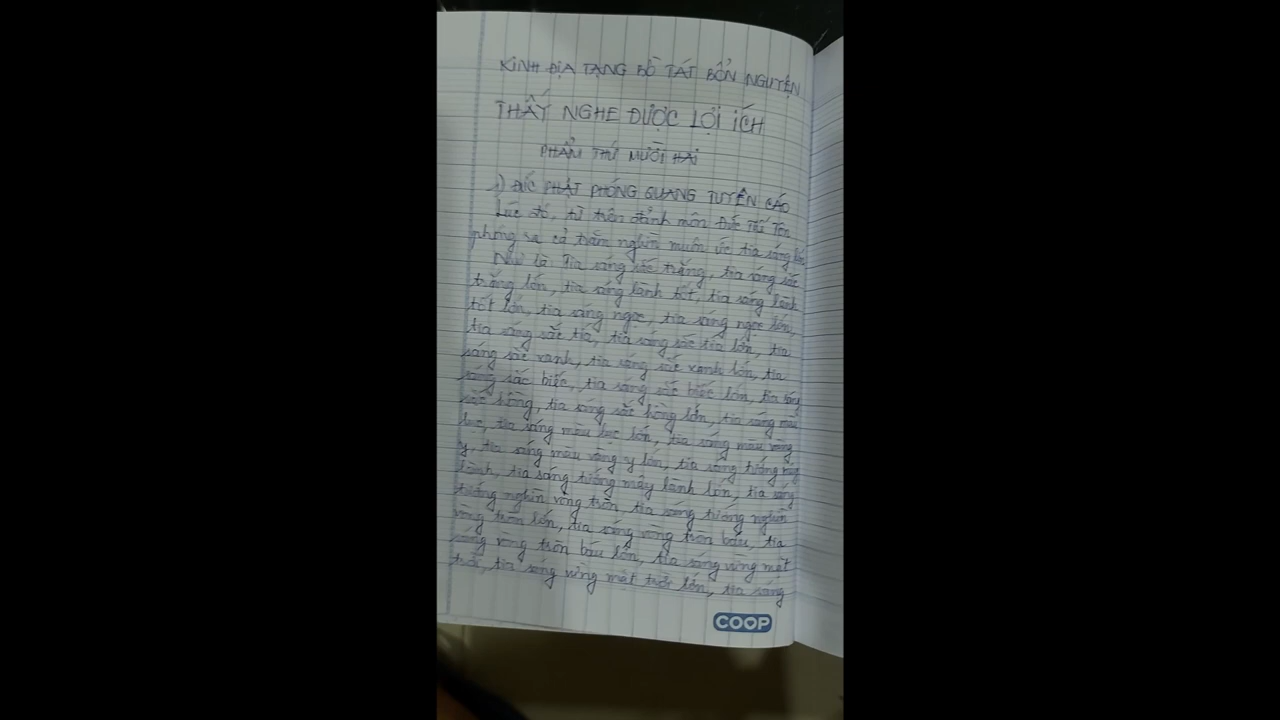 KINH ĐỊA TẠNG BỒ TÁT BỔN NGUYỆN
THẤY NGHE ĐƯỢC LỢI ÍCH
PHẨM THỨ MƯỜI HAI
1) ĐỨC PHẬT PHÓNG QUANG TUYÊN CÁO
Lúc đó, từ trên đảnh môn Đức Thế Tôn
phóng ra cả trăm nghìn muôn ức tia sáng lớn
Như là Tia sáng sắc trắng, tia sáng sắc
trắng lớn, tia sáng lành tốt, tia sáng lành
tốt lớn, tia sáng ngọc, tia sáng ngọc lớn,
tia sáng sắc tía, tia sáng sắc tía lớn, tia
sáng sắc xanh, tia sáng sắc xanh lớn, tia
sáng sắc biếc, tia sáng sắc biếc lớn, tia sáng
sắc hồng, tia sáng sắc hồng lớn, tia sáng màu
lục, tia sáng màu lục lớn, tia sáng màu vàng
y, tia sáng màu vàng y lớn, tia sáng tướng mây
lành, tia sáng tướng mây lành lớn, tia sáng
tướng nghìn vòng tròn, tia sáng tướng nghìn
vòng tròn lớn, tia sáng vòng tròn báu, tia
sáng vòng tròn báu lớn, tia sáng vừng mặt
trời, tia sáng vừng mặt trời lớn, tia sáng
COOP